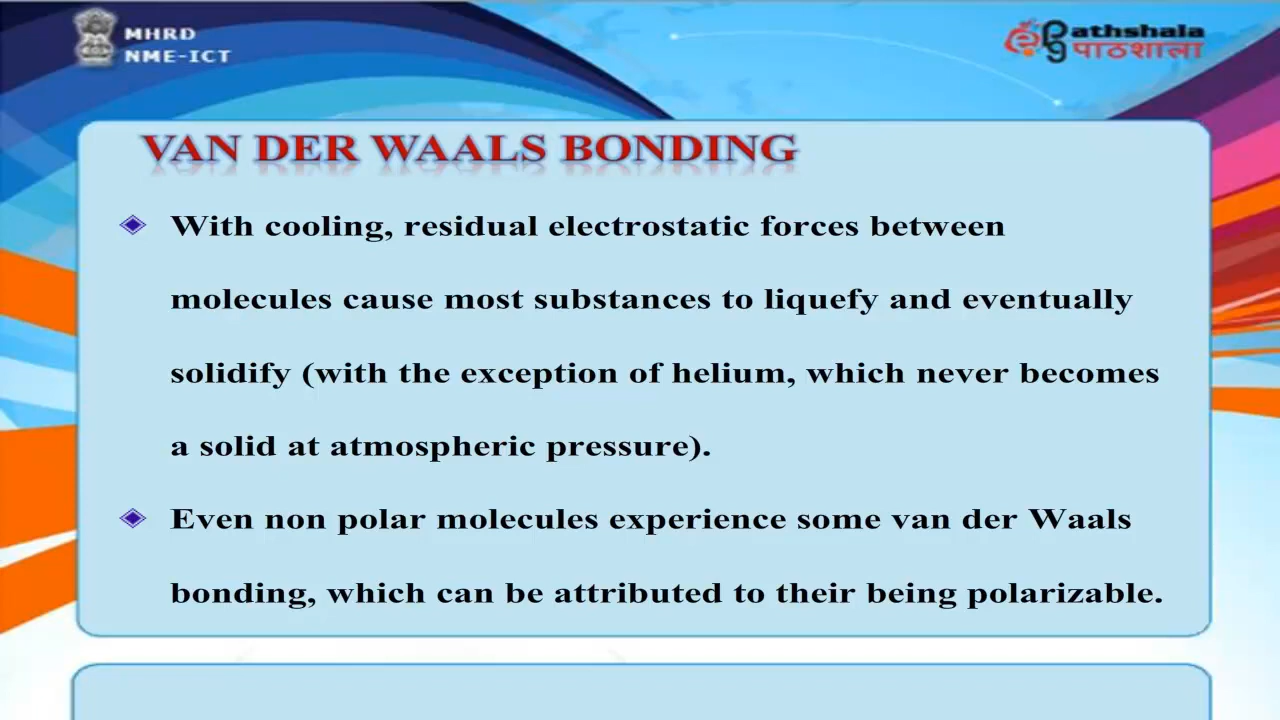 MHRD
NME-ICT
ePathshala
पाठशाला
VAN DER WAALS BONDING
With cooling, residual electrostatic forces between
molecules cause most substances to liquefy and eventually
solidify (with the exception of helium, which never becomes
a solid at atmospheric pressure).
Even non polar molecules experience some van der Waals
bonding, which can be attributed to their being polarizable.